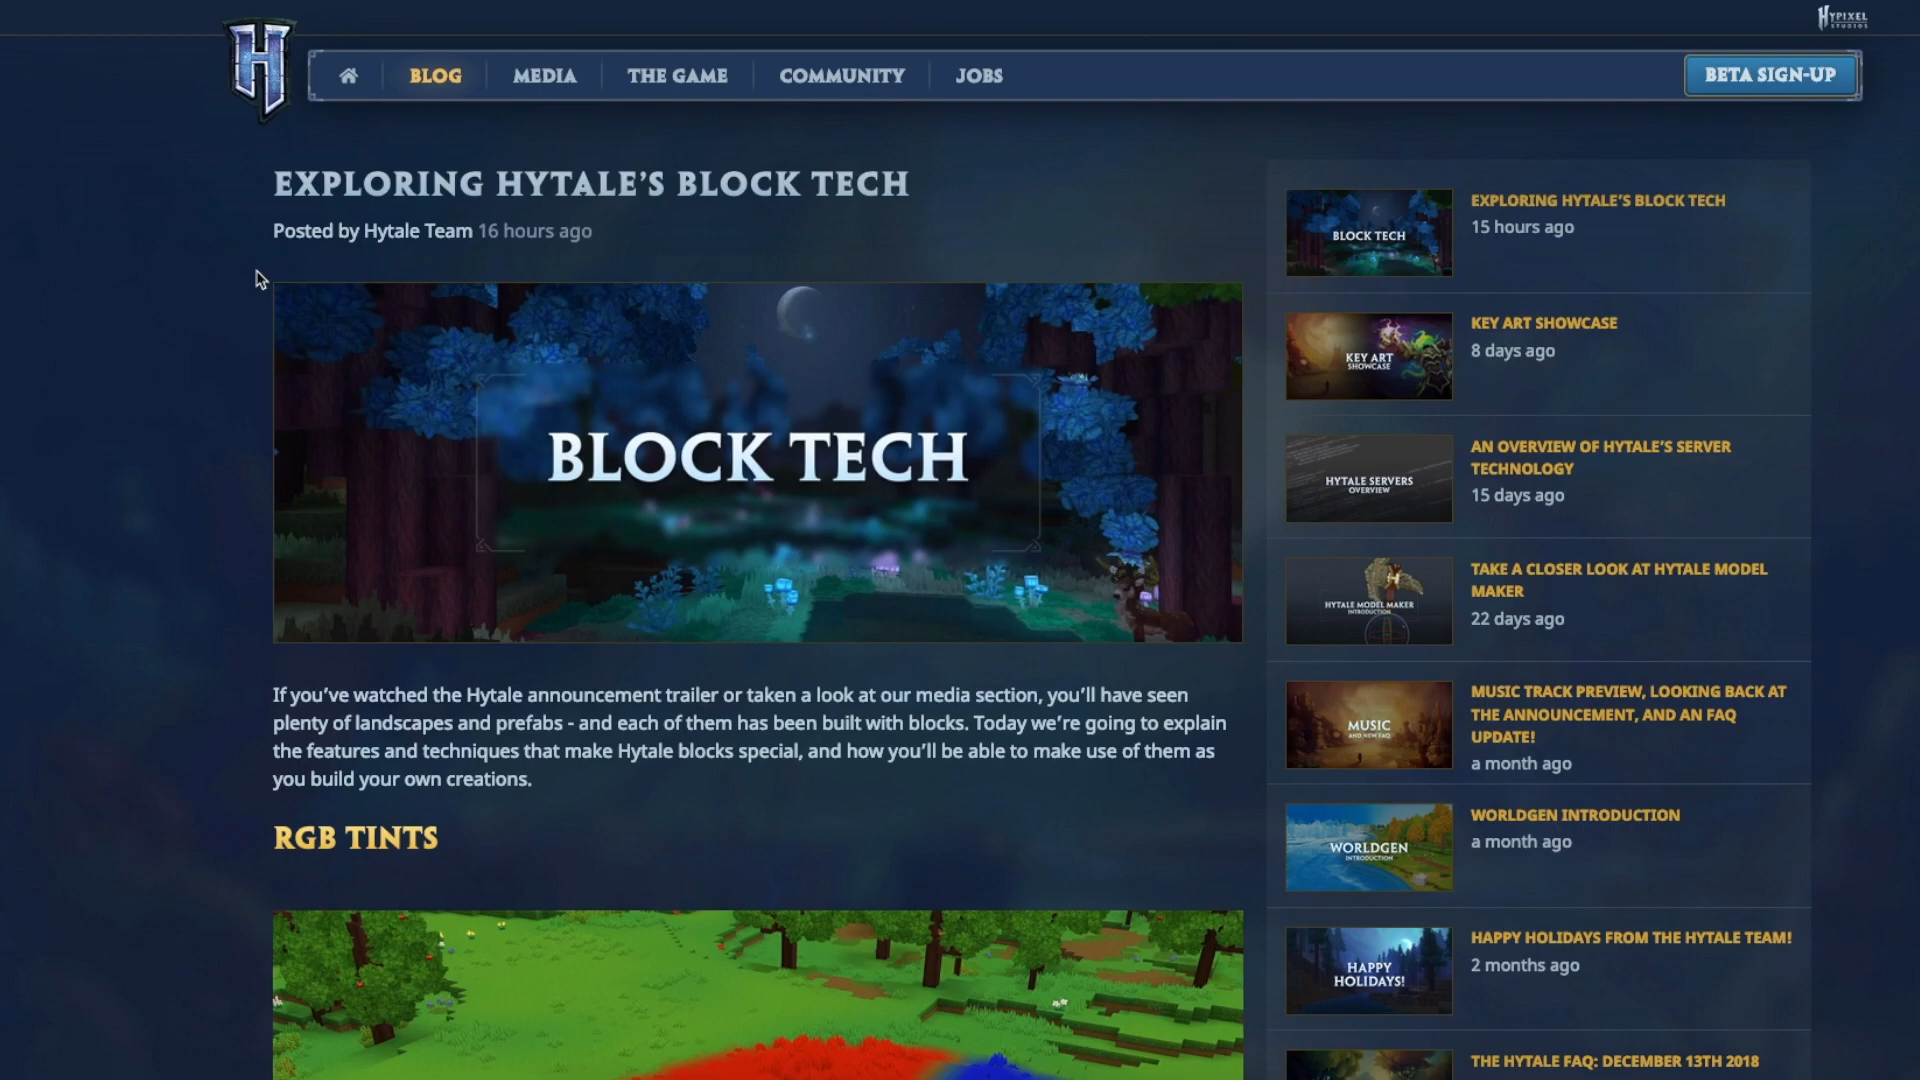 HYPIXEL
STUDIOS
H
BLOG
MEDIA
THE GAME
COMMUNITY
JOBS
BETA SIGN-UP
EXPLORING HYTALE'S BLOCK TECH
Posted by Hytale Team 16 hours ago
BLOCK TECH
If you've watched the Hytale announcement trailer or taken a look at our media section, you'll have seen
plenty of landscapes and prefabs - and each of them has been built with blocks. Today we're going to explain
the features and techniques that make Hytale blocks special, and how you'll be able to make use of them as
you build your own creations.
RGB TINTS
BLOCK TECH
EXPLORING HYTALE'S BLOCK TECH
15 hours ago
KEY ART
SHOWCASE
KEY ART SHOWCASE
8 days ago
HYTALE SERVERS
OVERVIEW
AN OVERVIEW OF HYTALE'S SERVER
TECHNOLOGY
15 days ago
HYTALE MODEL MAKER
INTRODUCTION
TAKE A CLOSER LOOK AT HYTALE MODEL
MAKER
22 days ago
MUSIC
AND NEW FAQ
MUSIC TRACK PREVIEW, LOOKING BACK AT
THE ANNOUNCEMENT, AND AN FAQ
UPDATE!
a month ago
WORLDGEN
INTRODUCTION
WORLDGEN INTRODUCTION
a month ago
HAPPY
HOLIDAYS!
HAPPY HOLIDAYS FROM THE HYTALE TEAM!
2 months ago
THE HYTALE FAQ: DECEMBER 13TH 2018